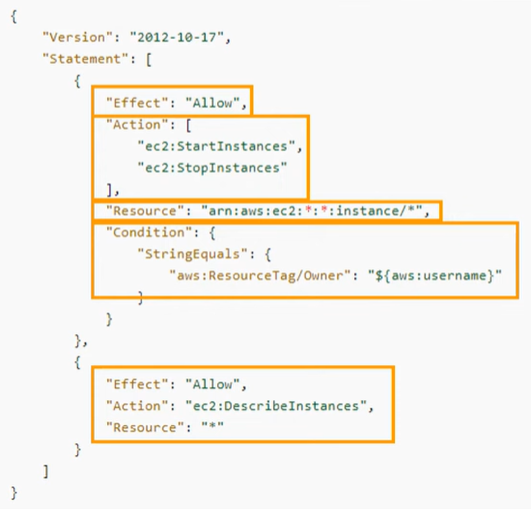 {
"Version": "2012-10-17",
"Statement": [
{
"Effect": "Allow",
"Action": [
"ec2:StartInstances",
"ec2:StopInstances"
],
"Resource": "arn:aws:ec2:*:*:instance/*",
"Condition": {
"StringEquals": {
"aws:ResourceTag/Owner": "${aws:username}"
}
}
},
{
"Effect": "Allow",
"Action": "ec2:DescribeInstances",
"Resource": "*"
}
]
}